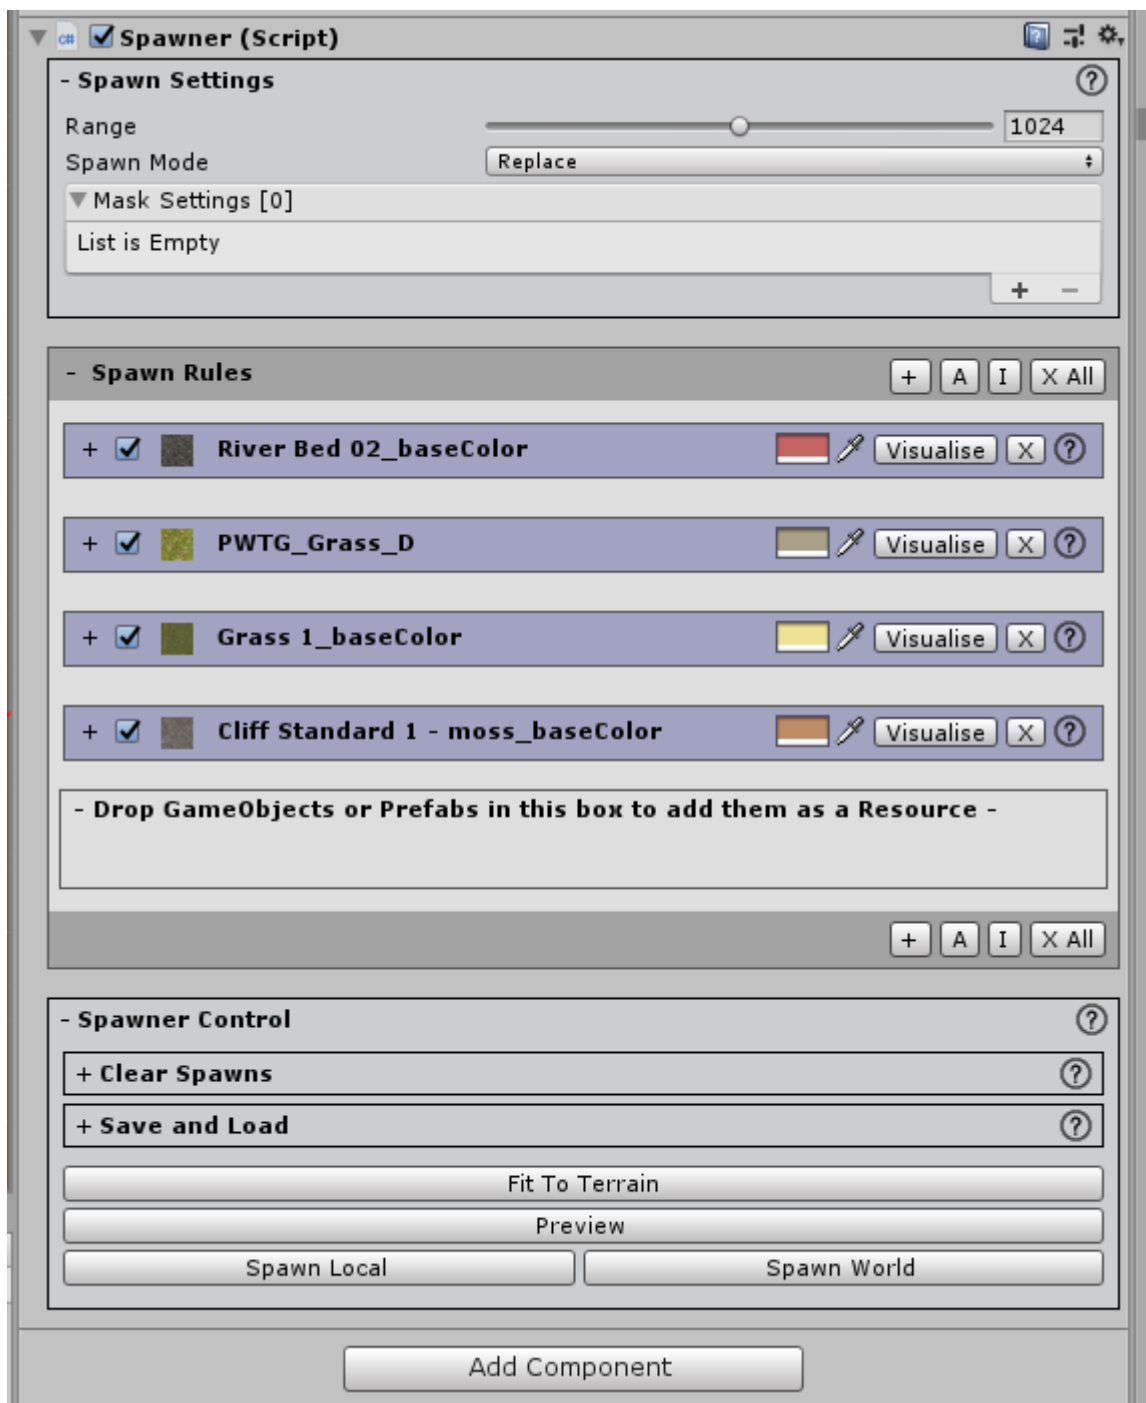 c# Spawner (Script)
- Spawn Settings ?
Range 1024
Spawn Mode Replace
Mask Settings [0]
List is Empty
+ −
- Spawn Rules + A I X All
+ River Bed 02_baseColor Visualise X ?
+ PWTG_Grass_D Visualise X ?
+ Grass 1_baseColor Visualise X ?
+ Cliff Standard 1 - moss_baseColor Visualise X ?
- Drop GameObjects or Prefabs in this box to add them as a Resource -
+ A I X All
- Spawner Control ?
+ Clear Spawns ?
+ Save and Load ?
Fit To Terrain
Preview
Spawn Local Spawn World
Add Component